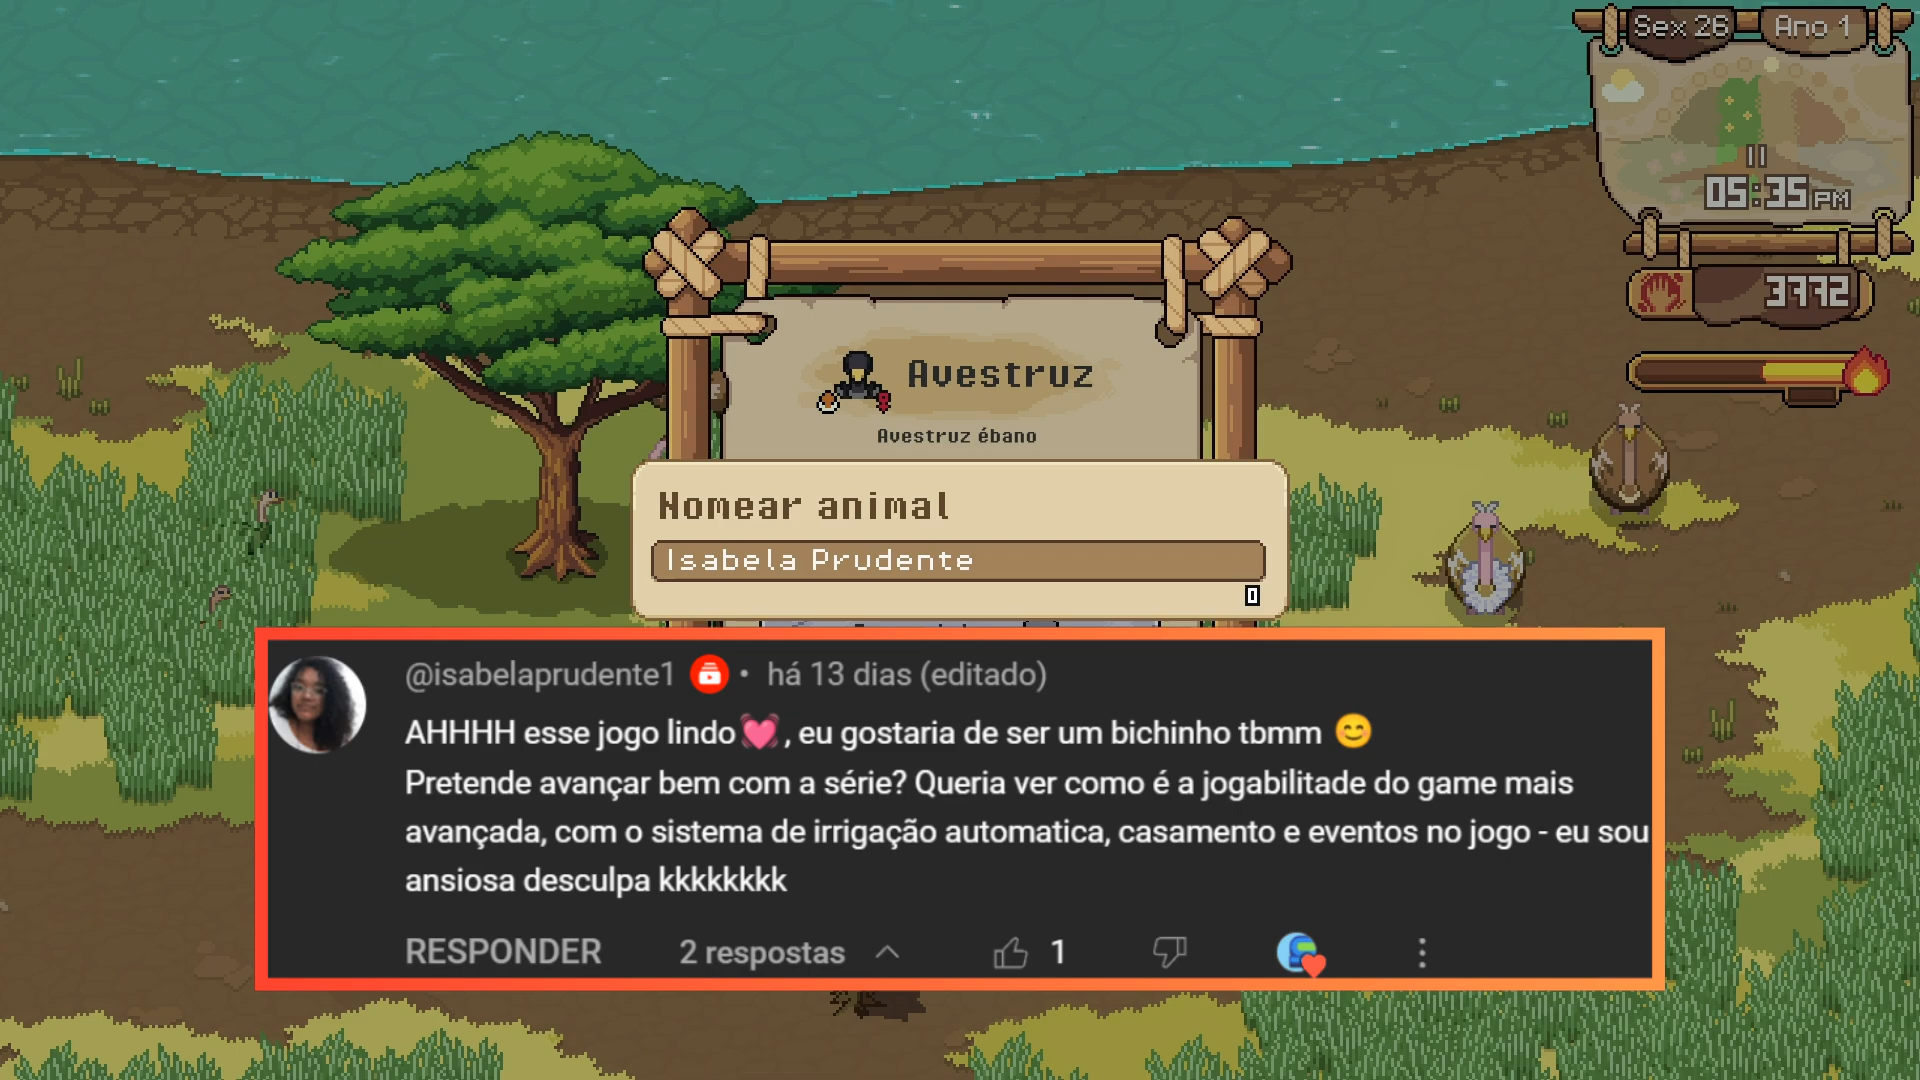 Sex 26 Ano 1
05:35 PM
3772
Avestruz
Avestruz ébano
Nomear animal
Isabela Prudente
0
@isabelaprudente1 • há 13 dias (editado)
AHHHH esse jogo lindo💓, eu gostaria de ser um bichinho tbmm 😊
Pretende avançar bem com a série? Queria ver como é a jogabilitade do game mais
avançada, com o sistema de irrigação automatica, casamento e eventos no jogo - eu sou
ansiosa desculpa kkkkkkkk
RESPONDER 2 respostas 1